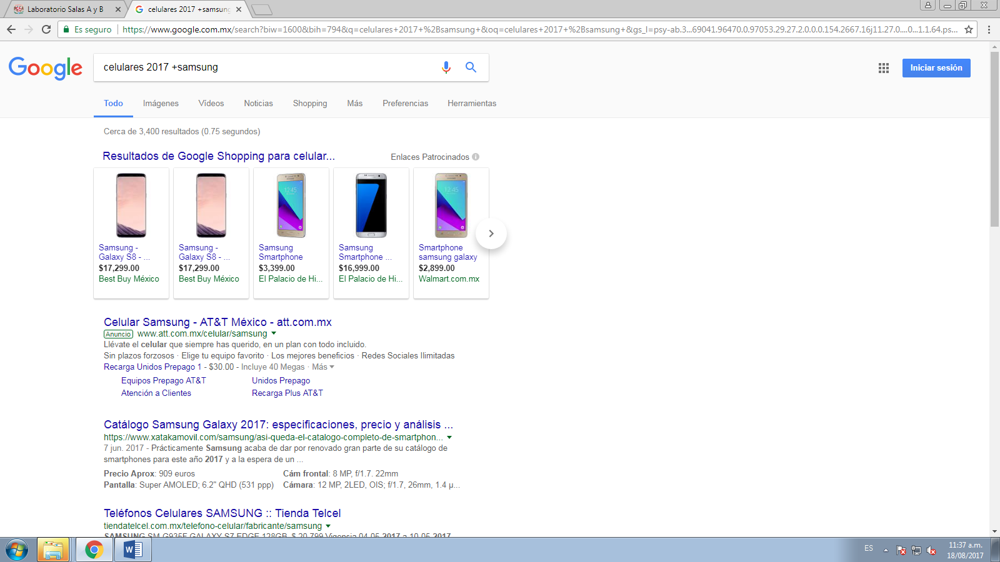 Laboratorio Salas A y B
celulares 2017 +samsung
Es seguro
https://www.google.com.mx/search?biw=1600&bih=794&q=celulares+2017+%2Bsamsung+&oq=celulares+2017+%2Bsamsung+&gs_l=psy-ab.3...69041.96470.0.97053.29.27.2.0.0.0.154.2667.16j11.27.0....0...1.1.64.ps...
Google
celulares 2017 +samsung
Iniciar sesión
Todo Imágenes Vídeos Noticias Shopping Más Preferencias Herramientas
Cerca de 3,400 resultados (0.75 segundos)
Resultados de Google Shopping para celular...
Enlaces Patrocinados
Samsung -
Galaxy S8 - ...
$17,299.00
Best Buy México
Samsung -
Galaxy S8 - ...
$17,299.00
Best Buy México
Samsung
Smartphone
$3,399.00
El Palacio de Hi...
Samsung
Smartphone ...
$16,999.00
El Palacio de Hi...
Smartphone
samsung galaxy
$2,899.00
Walmart.com.mx
Celular Samsung - AT&T México - att.com.mx
Anuncio www.att.com.mx/celular/samsung
Llévate el celular que siempre has querido, en un plan con todo incluido.
Sin plazos forzosos · Elige tu equipo favorito · Los mejores beneficios · Redes Sociales Ilimitadas
Recarga Unidos Prepago 1 - $30.00 - Incluye 40 Megas · Más
Equipos Prepago AT&T Unidos Prepago
Atención a Clientes Recarga Plus AT&T
Catálogo Samsung Galaxy 2017: especificaciones, precio y análisis ...
https://www.xatakamovil.com/samsung/asi-queda-el-catalogo-completo-de-smartphon...
7 jun. 2017 - Prácticamente Samsung acaba de dar por renovado gran parte de su catálogo de
smartphones para este año 2017 y a la espera de un ...
Precio Aprox: 909 euros Cám frontal: 8 MP, f/1.7. 22mm
Pantalla: Super AMOLED; 6.2" QHD (531 ppp) Cámara: 12 MP, 2LED, OIS; f/1.7, 26mm, 1.4 µ...
Teléfonos Celulares SAMSUNG :: Tienda Telcel
tiendatelcel.com.mx/telefono-celular/fabricante/samsung
SAMSUNG SM-G935F GALAXY S7 EDGE 128GB. $ 20,799 Vigencia 04-05-2017 a 10-05-2017
ES
11:37 a.m.
18/08/2017